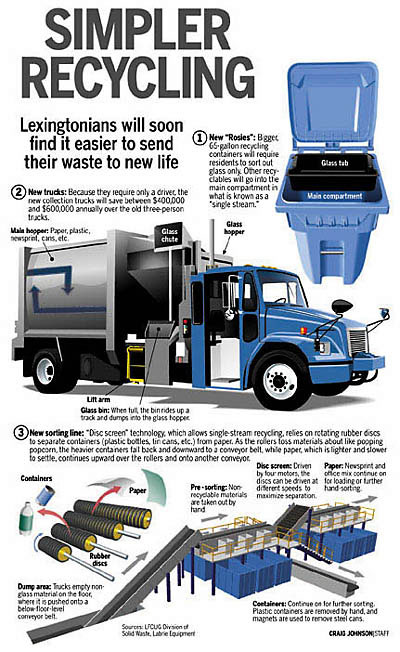 SIMPLER
RECYCLING
Lexingtonians will soon
find it easier to send
their waste to new life
1 New "Rosies": Bigger,
65-gallon recycling
containers will require
residents to sort out
glass only. Other recy-
clables will go into the
main compartment in
what is known as a
"single stream."
Glass tub
Main compartment
2 New trucks: Because they require only a driver, the
new collection trucks will save between $400,000
and $600,000 annually over the old three-person
trucks.
Main hopper: Paper, plastic,
newsprint, cans, etc.
Glass
chute
Glass
hopper
Lift arm
Glass bin: When full, the bin rides up a
track and dumps into the glass hopper.
3 New sorting line: "Disc screen" technology, which allows single-stream recycling, relies on rotating rubber discs
to separate containers (plastic bottles, tin cans, etc.) from paper. As the rollers toss materials about like popping
popcorn, the heavier containers fall back and downward to a conveyor belt, while paper, which is lighter and slower
to settle, continues upward over the rollers and onto another conveyor.
Containers
Paper
Rubber
discs
Pre-sorting: Non-
recyclable materials
are taken out by
hand
Disc screen: Driven
by four motors, the
discs can be driven at
different speeds to
maximize separation.
Paper: Newsprint and
office mix continue on
for loading or further
hand-sorting.
Dump area: Trucks empty non-
glass material on the floor,
where it is pushed onto a
below-floor-level
conveyor belt.
Sources: LFCUG Division of
Solid Waste, Labrie Equipment
Containers: Continue on for further sorting.
Plastic containers are removed by hand, and
magnets are used to remove steel cans.
CRAIG JOHNSON|STAFF